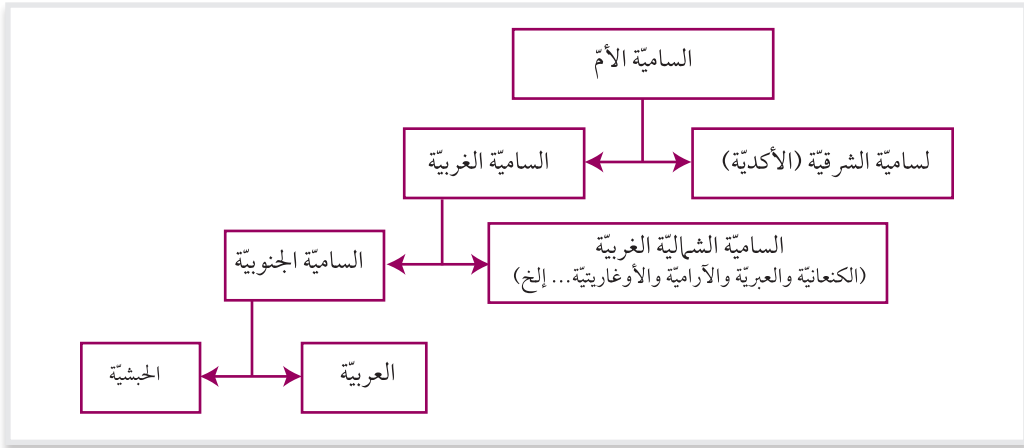 الساميّة الأمّ
لساميّة الشرقيّة (الأكديّة)
الساميّة الغربيّة
الساميّة الشماليّة الغربيّة
(الكنعانيّة والعبريّة والآراميّة والأوغاريتيّة... إلخ)
الساميّة الجنوبيّة
العربيّة
الحبشيّة